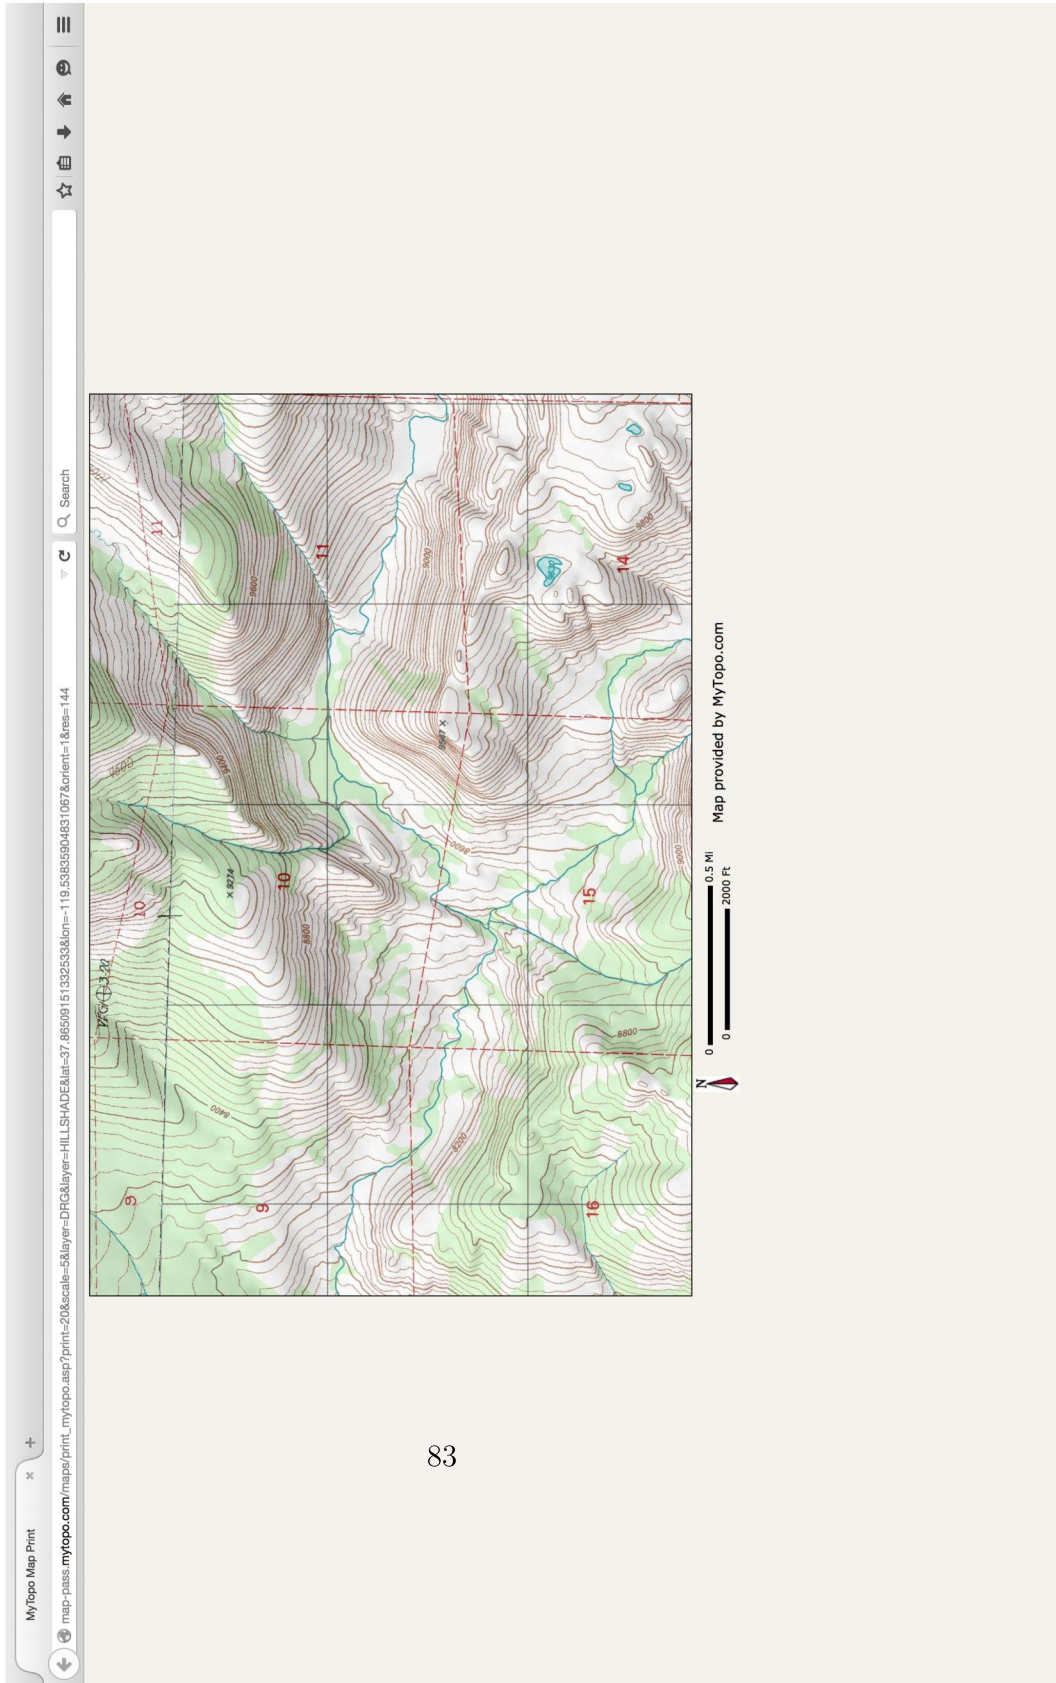 MyTopo Map Print × +
map-pass.mytopo.com/maps/print_mytopo.asp?print=20&scale=5&layer=DRG&layer=HILLSHADE&lat=37.86509151332533&lon=-119.53835904831067&orient=1&res=144
Search
11
10
9
9600
8400
9600
X 9274
10
11
9
8400
8800
9000
9547 X
8600
8200
9800
14
15
9000
8800
16
N
0 0.5 Mi
0 2000 Ft
Map provided by MyTopo.com
83